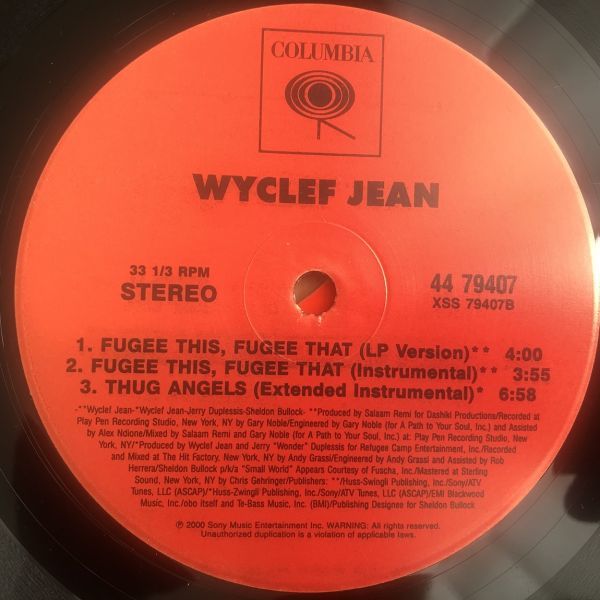 COLUMBIA
WYCLEF JEAN
33 1/3 RPM
STEREO
44 79407
XSS 79407B
1. FUGEE THIS, FUGEE THAT (LP Version)** 4:00
2. FUGEE THIS, FUGEE THAT (Instrumental)** 3:55
3. THUG ANGELS (Extended Instrumental)* 6:58
-**Wyclef Jean-*Wyclef Jean-Jerry Duplessis-Sheldon Bullock- **Produced by Salaam Remi for Dashiki Productions/Recorded at
Play Pen Recording Studio, New York, NY by Gary Noble/Engineered by Gary Noble (for A Path to Your Soul, Inc.) and Assisted
by Alex Ndione/Mixed by Salaam Remi and Gary Noble (for A Path to Your Soul, Inc.) at: Play Pen Recording Studio, New
York, NY/*Produced by Wyclef Jean and Jerry "Wonder" Duplessis for Refugee Camp Entertainment, Inc./Recorded
and Mixed at The Hit Factory, New York, NY by Andy Grassi/Engineered by Andy Grassi and Assisted by Rob
Herrera/Sheldon Bullock p/k/a "Small World" Appears Courtesy of Fuscha, Inc./Mastered at Sterling
Sound, New York, NY by Chris Gehringer/Publishers: **/Huss-Swingli Publishing, Inc./Sony/ATV
Tunes, LLC (ASCAP)/*Huss-Zwingli Publishing, Inc./Sony/ATV Tunes, LLC (ASCAP)/EMI Blackwood
Music, Inc./obo itself and Te-Bass Music, Inc. (BMI)/Publishing Designee for Sheldon Bullock
℗ 2000 Sony Music Entertainment Inc. WARNING: All rights reserved.
Unauthorized duplication is a violation of applicable laws.